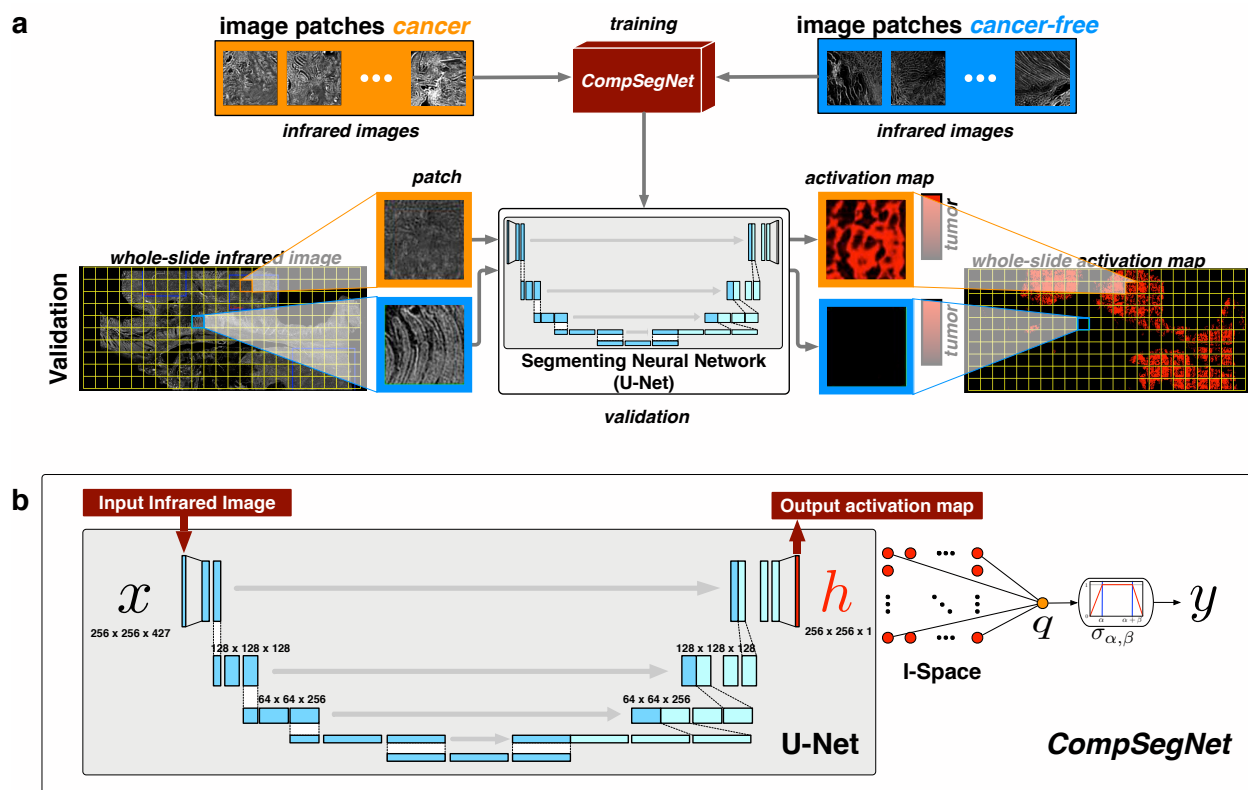 a
image patches cancer
training
image patches cancer-free
CompSegNet
infrared images
infrared images
patch
activation map
tumor
whole-slide infrared image
whole-slide activation map
Validation
tumor
Segmenting Neural Network
(U-Net)
validation
b
Input Infrared Image
Output activation map
x
h
256 x 256 x 427
256 x 256 x 1
q
1
0
α
α + β
σα,β
y
128 x 128 x 128
128 x 128 x 128
I-Space
64 x 64 x 256
64 x 64 x 256
U-Net
CompSegNet